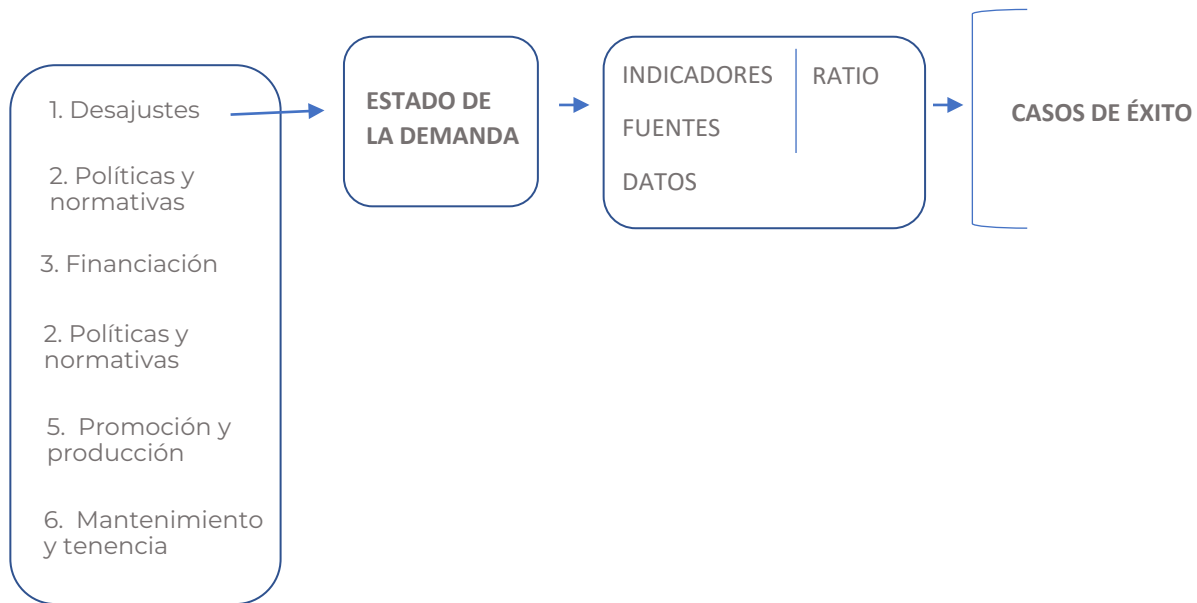 1. Desajustes
2. Políticas y
normativas
3. Financiación
2. Políticas y
normativas
5. Promoción y
producción
6. Mantenimiento
y tenencia
ESTADO DE
LA DEMANDA
INDICADORES
FUENTES
DATOS
RATIO
CASOS DE ÉXITO